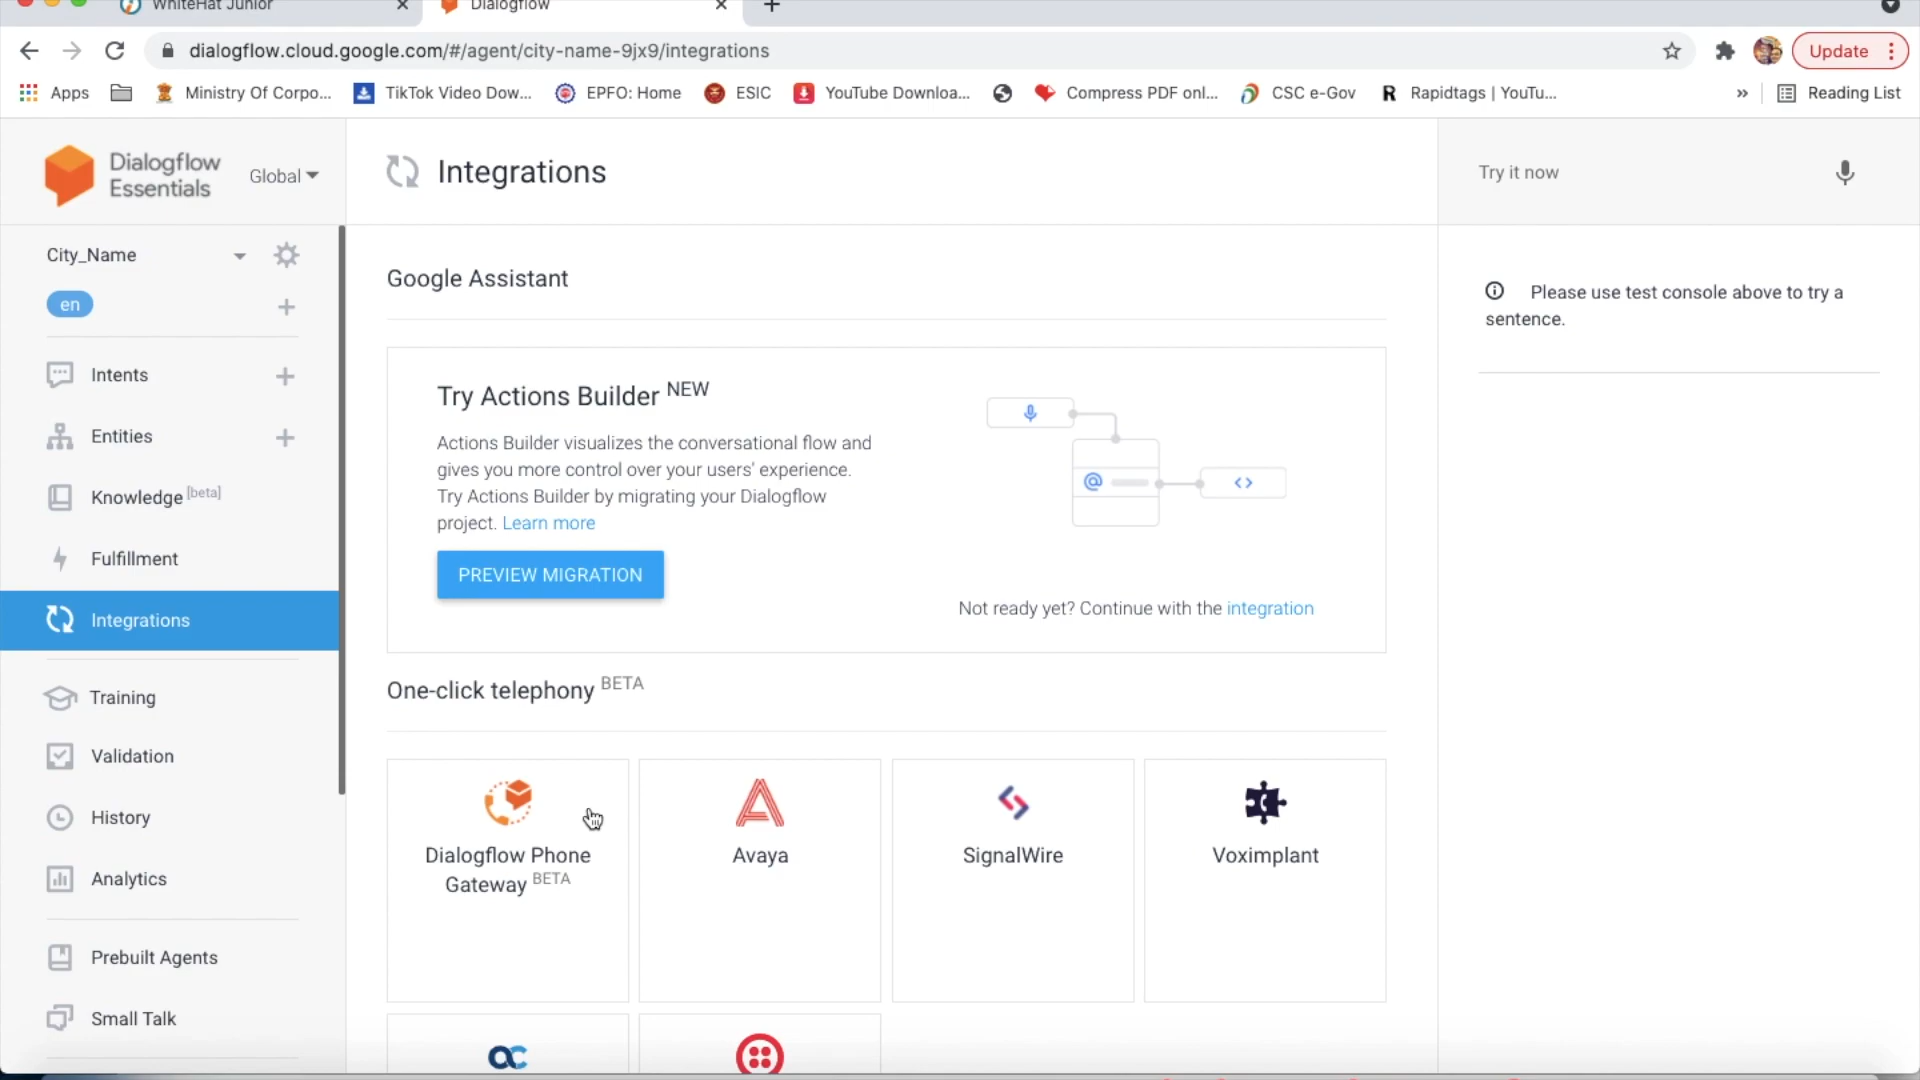 WhiteHat Junior
Dialogflow
dialogflow.cloud.google.com/#/agent/city-name-9jx9/integrations
Update
Apps
Ministry Of Corpo...
TikTok Video Dow...
EPFO: Home
ESIC
YouTube Downloa...
Compress PDF onl...
CSC e-Gov
R
Rapidtags | YouTu...
»
Reading List
Dialogflow
Essentials
Global
Integrations
Try it now
City_Name
en
Intents
Entities
Knowledge [beta]
Fulfillment
Integrations
Training
Validation
History
Analytics
Prebuilt Agents
Small Talk
Google Assistant
Try Actions Builder NEW
Actions Builder visualizes the conversational flow and
gives you more control over your users' experience.
Try Actions Builder by migrating your Dialogflow
project. Learn more
PREVIEW MIGRATION
Not ready yet? Continue with the integration
One-click telephony BETA
Dialogflow Phone
Gateway BETA
Avaya
SignalWire
Voximplant
Please use test console above to try a
sentence.